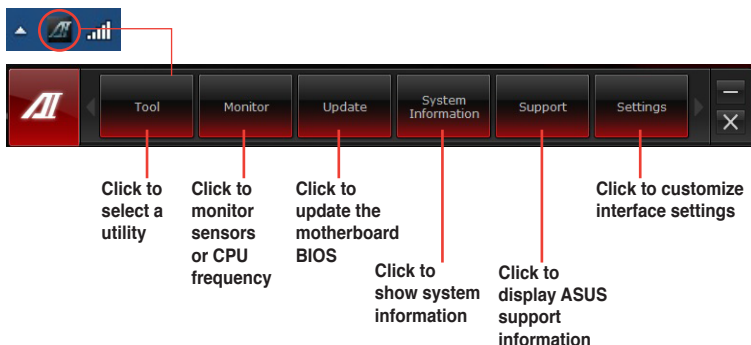 Tool
Monitor
Update
System
Information
Support
Settings
Click to
select a
utility
Click to
monitor
sensors
or CPU
frequency
Click to
update the
motherboard
BIOS
Click to
show system
information
Click to
display ASUS
support
information
Click to customize
interface settings